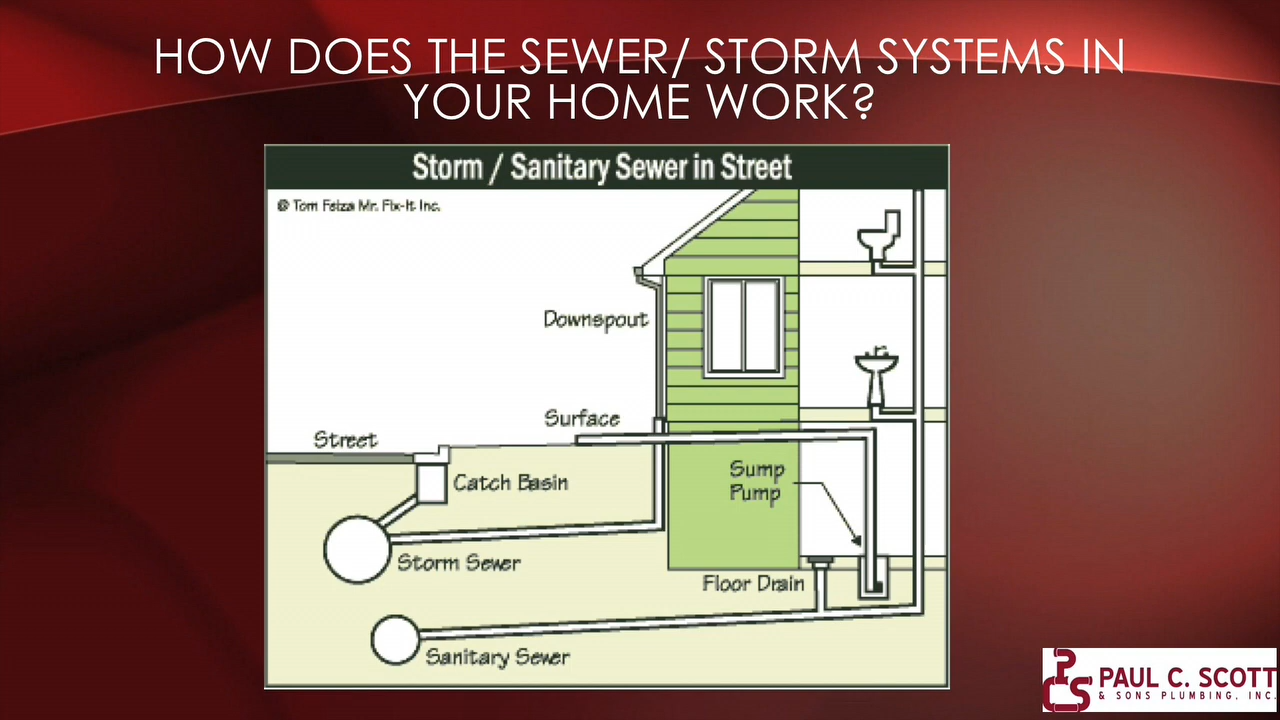 HOW DOES THE SEWER/ STORM SYSTEMS IN
YOUR HOME WORK?
Storm / Sanitary Sewer in Street
© Tom Feiza Mr. Fix-It Inc.
Downspout
Surface
Street
Catch Basin
Sump
Pump
Storm Sewer
Floor Drain
Sanitary Sewer
PCS
PAUL C. SCOTT
& SONS PLUMBING, INC.